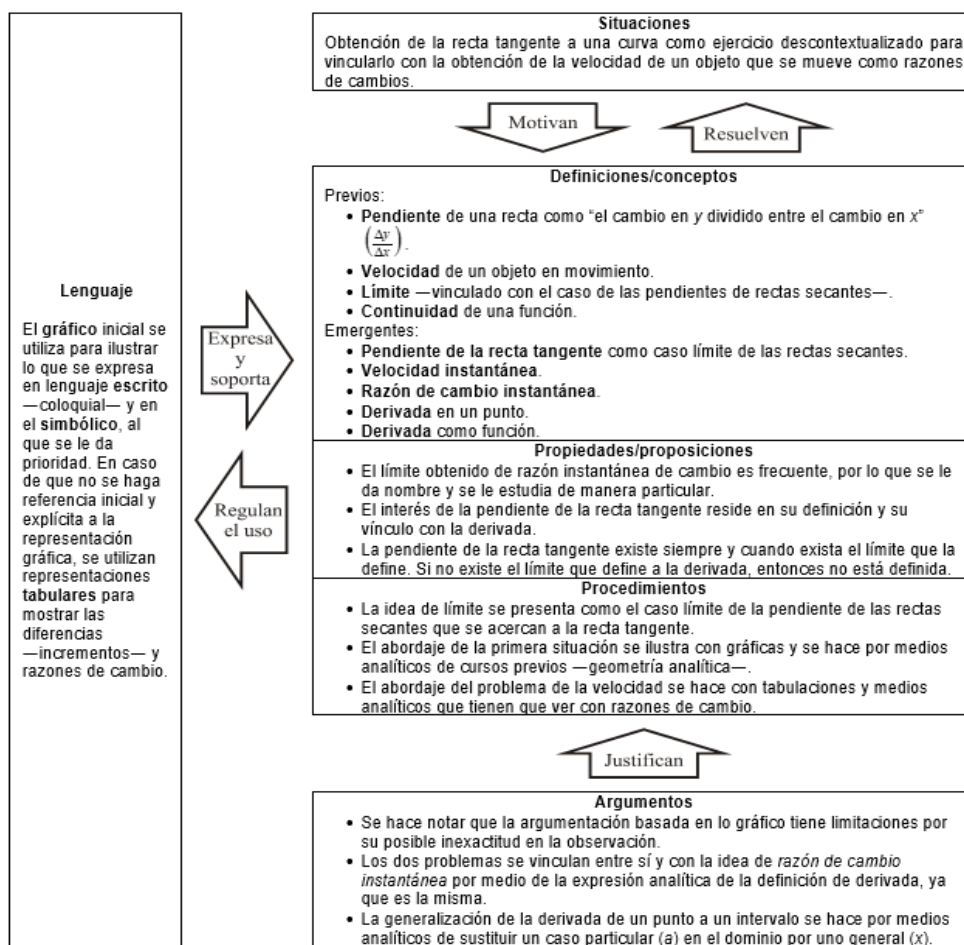 Situaciones
Obtención de la recta tangente a una curva como ejercicio descontextualizado para
vincularlo con la obtención de la velocidad de un objeto que se mueve como razones
de cambios.
Motivan
Resuelven
Definiciones/conceptos
Previos:
• Pendiente de una recta como “el cambio en y dividido entre el cambio en x”
(Δy/Δx).
• Velocidad de un objeto en movimiento.
• Límite —vinculado con el caso de las pendientes de rectas secantes—.
• Continuidad de una función.
Emergentes:
• Pendiente de la recta tangente como caso límite de las rectas secantes.
• Velocidad instantánea.
• Razón de cambio instantánea.
• Derivada en un punto.
• Derivada como función.
Lenguaje
El gráfico inicial se
utiliza para ilustrar
lo que se expresa
en lenguaje escrito
—coloquial— y en
el simbólico, al
que se le da
prioridad. En caso
de que no se haga
referencia inicial y
explícita a la
representación
gráfica, se utilizan
representaciones
tabulares para
mostrar las
diferencias
—incrementos— y
razones de cambio.
Expresa
y
soporta
Regulan
el uso
Propiedades/proposiciones
• El límite obtenido de razón instantánea de cambio es frecuente, por lo que se le
da nombre y se le estudia de manera particular.
• El interés de la pendiente de la recta tangente reside en su definición y su
vínculo con la derivada.
• La pendiente de la recta tangente existe siempre y cuando exista el límite que la
define. Si no existe el límite que define a la derivada, entonces no está definida.
Procedimientos
• La idea de límite se presenta como el caso límite de la pendiente de las rectas
secantes que se acercan a la recta tangente.
• El abordaje de la primera situación se ilustra con gráficas y se hace por medios
analíticos de cursos previos —geometría analítica—.
• El abordaje del problema de la velocidad se hace con tabulaciones y medios
analíticos que tienen que ver con razones de cambio.
Justifican
Argumentos
• Se hace notar que la argumentación basada en lo gráfico tiene limitaciones por
su posible inexactitud en la observación.
• Los dos problemas se vinculan entre sí y con la idea de razón de cambio
instantánea por medio de la expresión analítica de la definición de derivada, ya
que es la misma.
• La generalización de la derivada de un punto a un intervalo se hace por medios
analíticos de sustituir un caso particular (a) en el dominio por uno general (x).